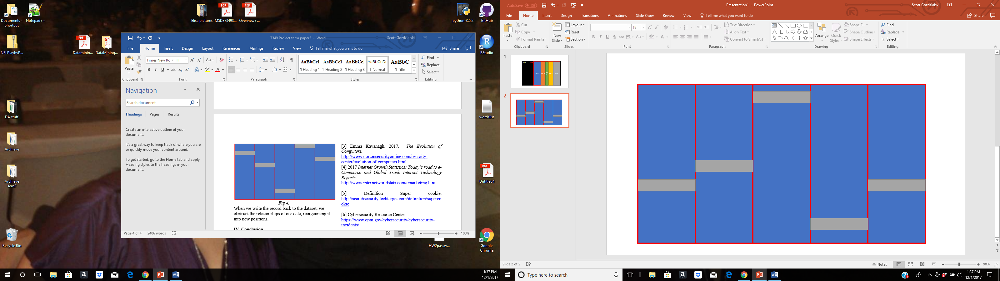 Documents - Shortcut
Notepad++
Elisa pictures
PDF
MSDS7349S...
PDF
Overview+...
python-3.5.2
GitHub
NFLPlaybyP...
PDF
Dataminin...
DataMining...
RStudio
DA stuff
wordslist
Archieve
PDF
Untitled4
Archieve sem2
Recycle Bin
HW2passw...
Google Chrome
7349 Project term paper3 - Word
Scott Gozdzialski
File Home Insert Design Layout References Mailings Review View Tell me what you want to do Share
Paste
Times New Ro 11
AaBbCcI AaBbCcI AaBbCcI AaBbCcDc AaBbC
¶ Heading 1 ¶ Heading 2 ¶ Heading 3 ¶ Normal ¶ Title
Find
Replace
Select
Clipboard Font Paragraph Styles Editing
Navigation
Search document
Headings Pages Results
Create an interactive outline of your document.
It's a great way to keep track of where you are or quickly move your content around.
To get started, go to the Home tab and apply Heading styles to the headings in your document.
Fig 4.
When we write the record back to the dataset, we
obstruct the relationships of our data, reorganizing it
into new positions.
IV. Conclusion
[3] Emma Kavanagh. 2017. The Evolution of
Computers.
http://www.nortonsecurityonline.com/security-
center/evolution-of-computers.html
[4] 2017 Internet Growth Statistics: Today's road to e-
Commerce and Global Trade Internet Technology
Reports.
http://www.internetworldstats.com/emarketing.htm
[5] Definition Super cookie.
http://searchsecurity.techtarget.com/definition/superco
okie
[6] Cybersecurity Resource Center.
https://www.opm.gov/cybersecurity/cybersecurity-
incidents/
Page 4 of 4 2406 words 100%
1:37 PM
12/1/2017
AutoSave Off
Presentation1 - PowerPoint
Scott Gozdzialski
File Home Insert Design Transitions Animations Slide Show Review View Tell me what you want to do Share
Paste
Cut
Copy
Format Painter
New Slide
Layout
Reset
Section
18
Text Direction
Align Text
Convert to SmartArt
Arrange
Quick Styles
Shape Fill
Shape Outline
Shape Effects
Find
Replace
Select
Clipboard Slides Font Paragraph Drawing Editing
1
2
Slide 2 of 2
Notes
90%
Type here to search
1:37 PM
12/1/2017